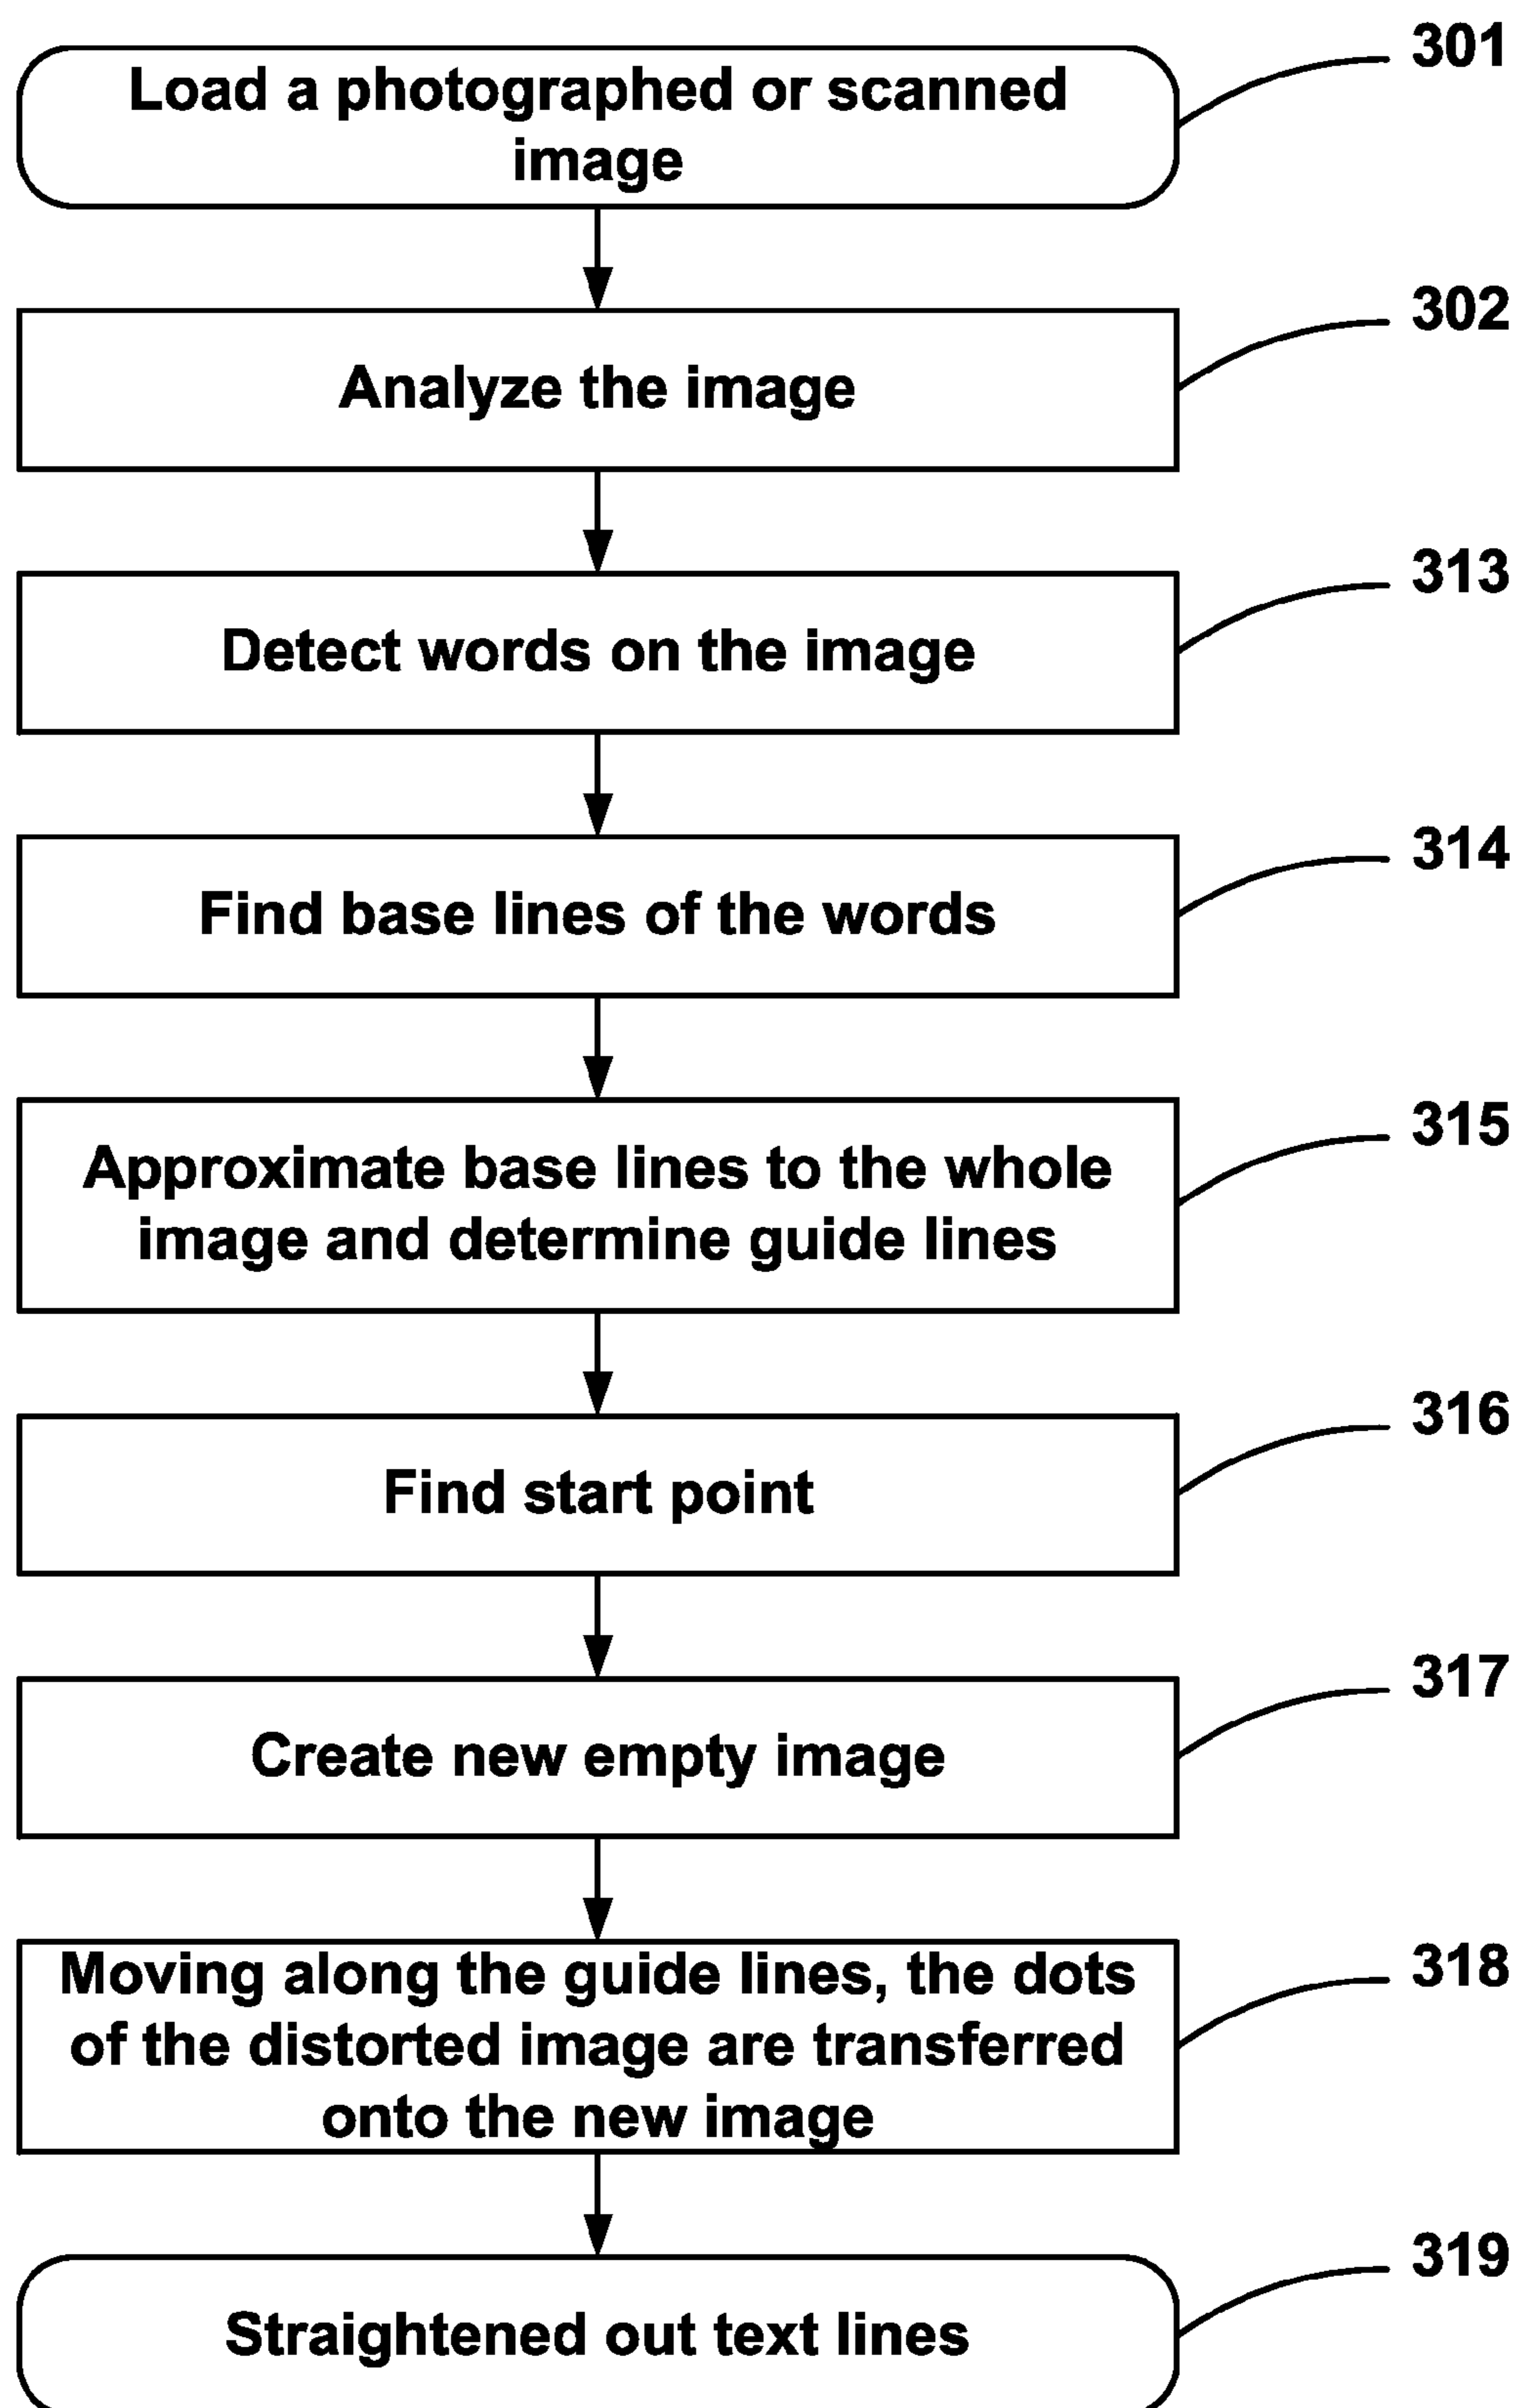 301
Load a photographed or scanned
image
302
Analyze the image
313
Detect words on the image
314
Find base lines of the words
315
Approximate base lines to the whole
image and determine guide lines
316
Find start point
317
Create new empty image
318
Moving along the guide lines, the dots
of the distorted image are transferred
onto the new image
319
Straightened out text lines